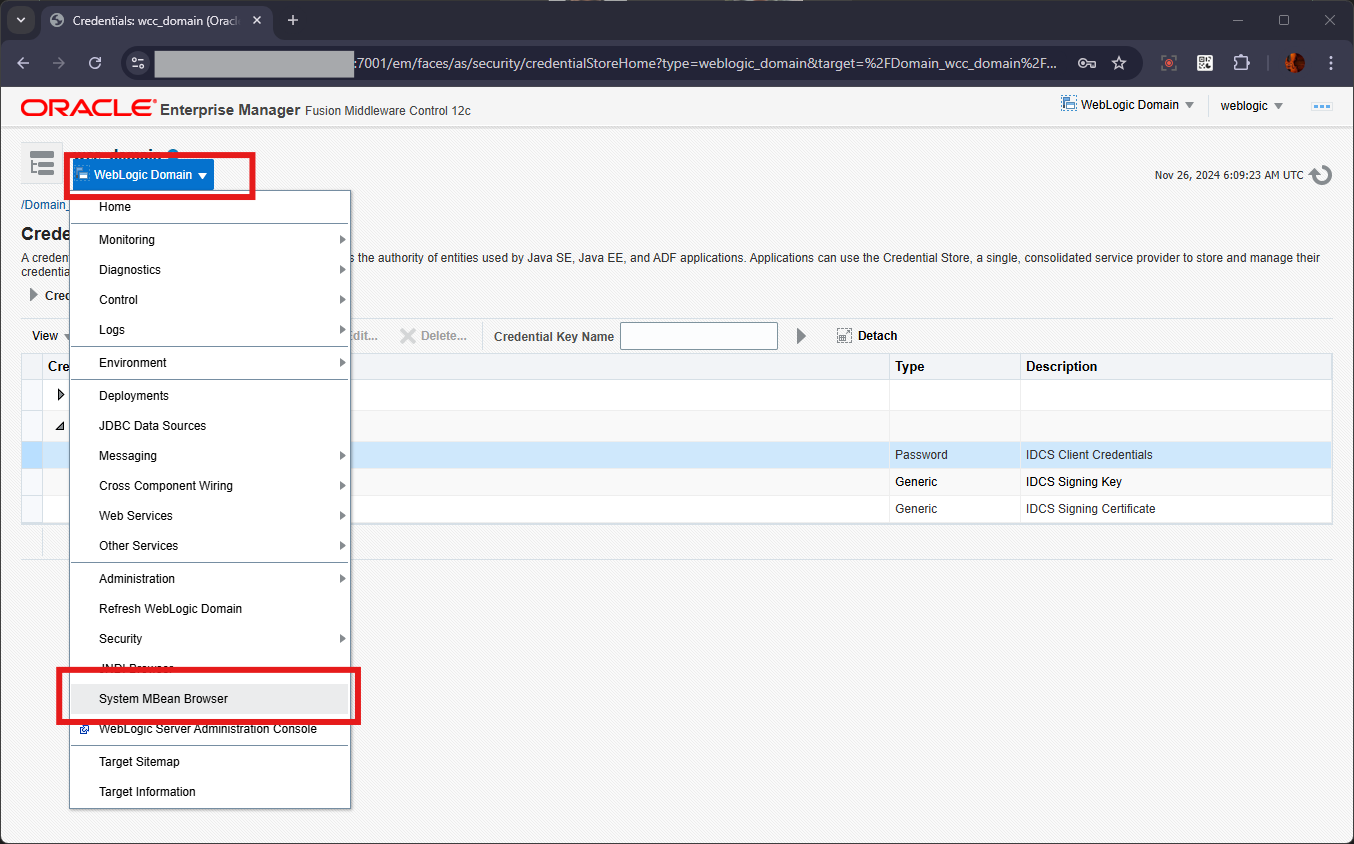 Credentials: wcc_domain (Orac
:7001/em/faces/as/security/credentialStoreHome?type=weblogic_domain&target=%2FDomain_wcc_domain%2F...
ORACLE® Enterprise Manager Fusion Middleware Control 12c
WebLogic Domain
weblogic
wcc_domain
WebLogic Domain
Nov 26, 2024 6:09:23 AM UTC
/Domain_
Home
Crede
Monitoring
A creden
s the authority of entities used by Java SE, Java EE, and ADF applications. Applications can use the Credential Store, a single, consolidated service provider to store and manage their
credentia
Diagnostics
Cred
Control
Logs
View
dit...
Delete...
Credential Key Name
Detach
Environment
Cre
Type
Description
Deployments
JDBC Data Sources
Messaging
Password
IDCS Client Credentials
Cross Component Wiring
Generic
IDCS Signing Key
Web Services
Generic
IDCS Signing Certificate
Other Services
Administration
Refresh WebLogic Domain
Security
JNDI Browser
System MBean Browser
WebLogic Server Administration Console
Target Sitemap
Target Information